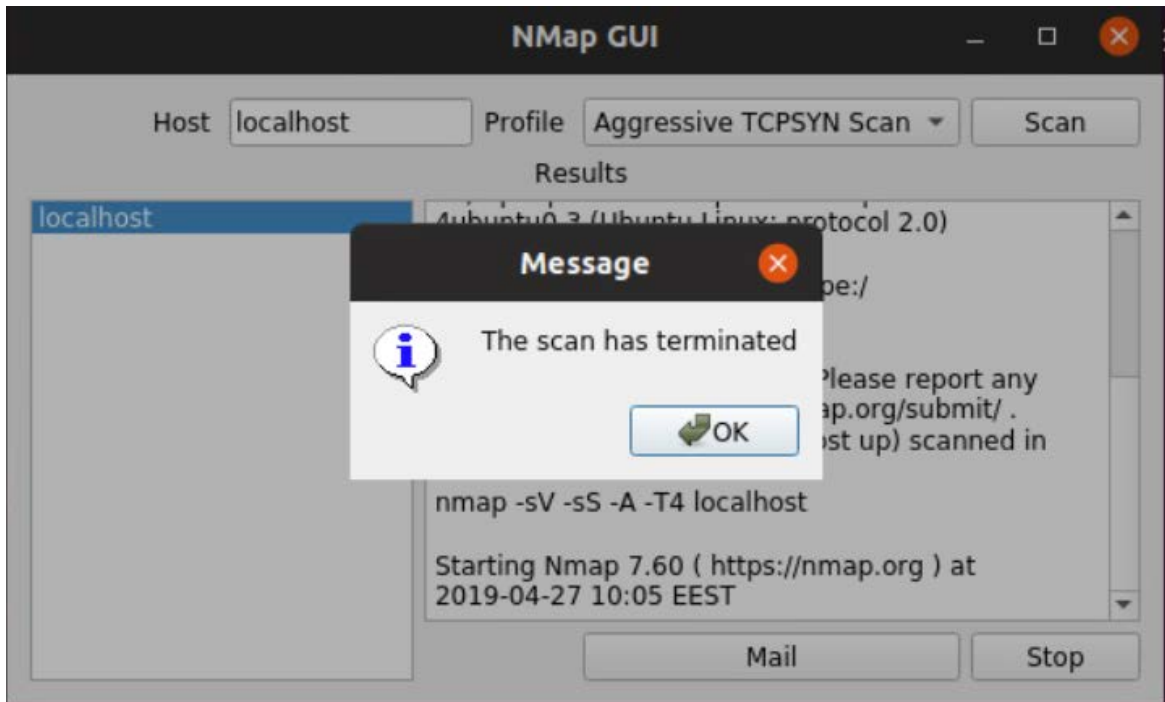 NMap GUI
Host localhost Profile Aggressive TCPSYN Scan Scan
Results
localhost
(Ubuntu Linux; protocol 2.0)
Message
pe:/
The scan has terminated
Please report any
ap.org/submit/ .
OK
ost up) scanned in
nmap -sV -sS -A -T4 localhost
Starting Nmap 7.60 ( https://nmap.org ) at
2019-04-27 10:05 EEST
Mail Stop